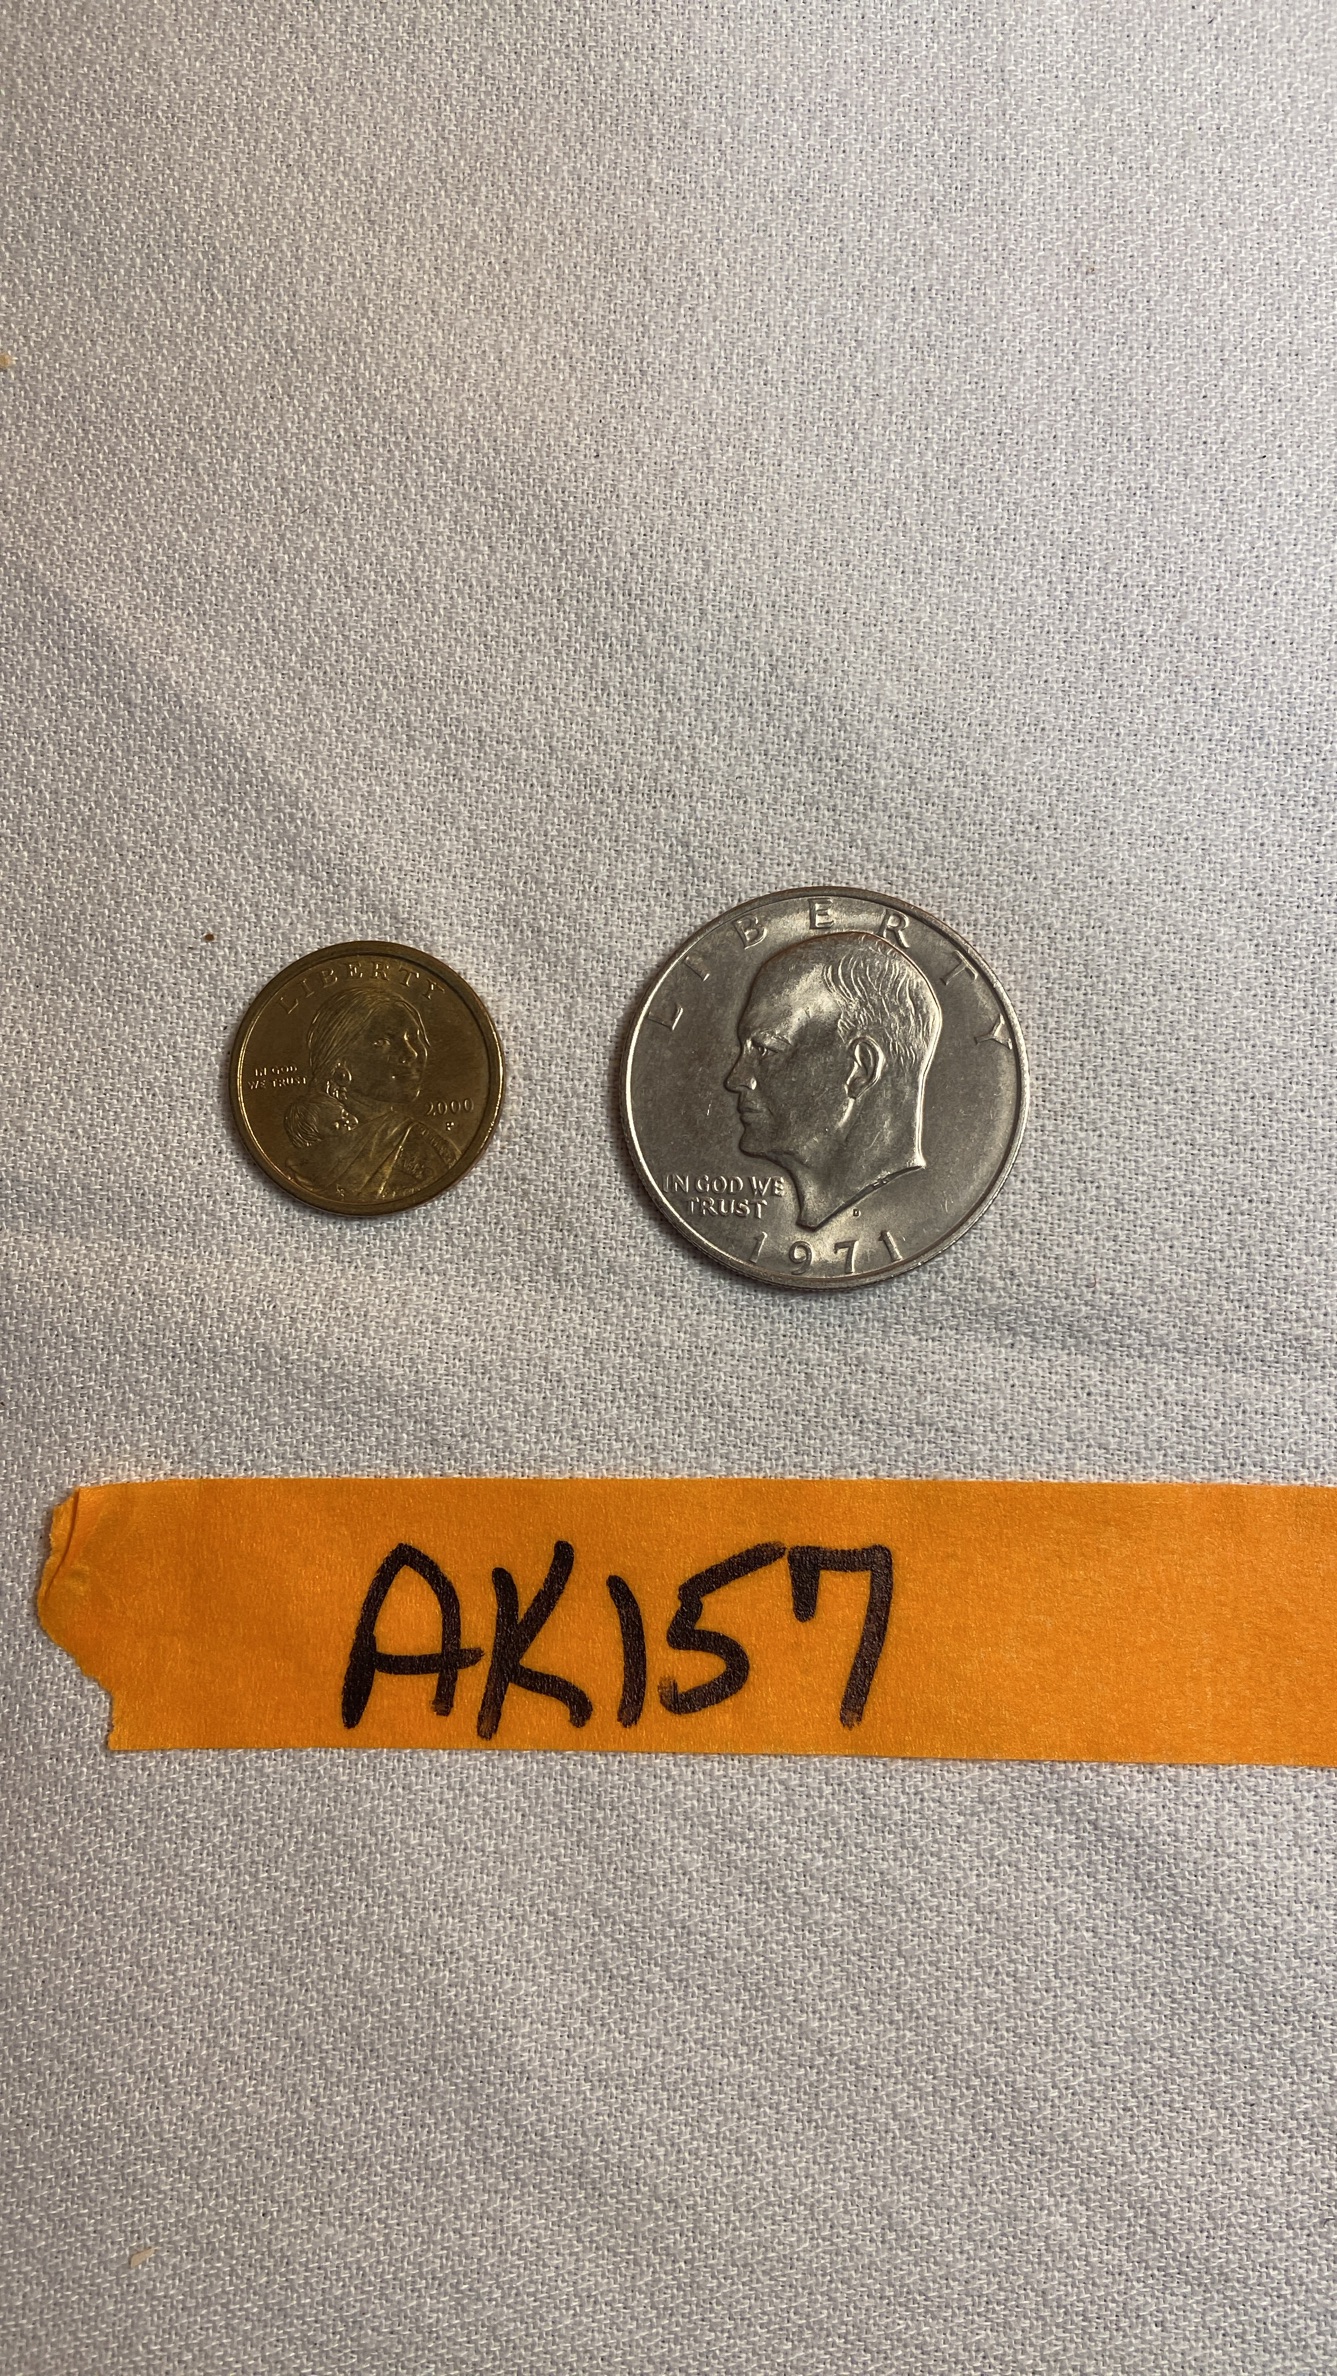 LIBERTY
IN GOD
WE TRUST
2000
P
LIBERTY
IN GOD WE
TRUST
D
1971
AK157